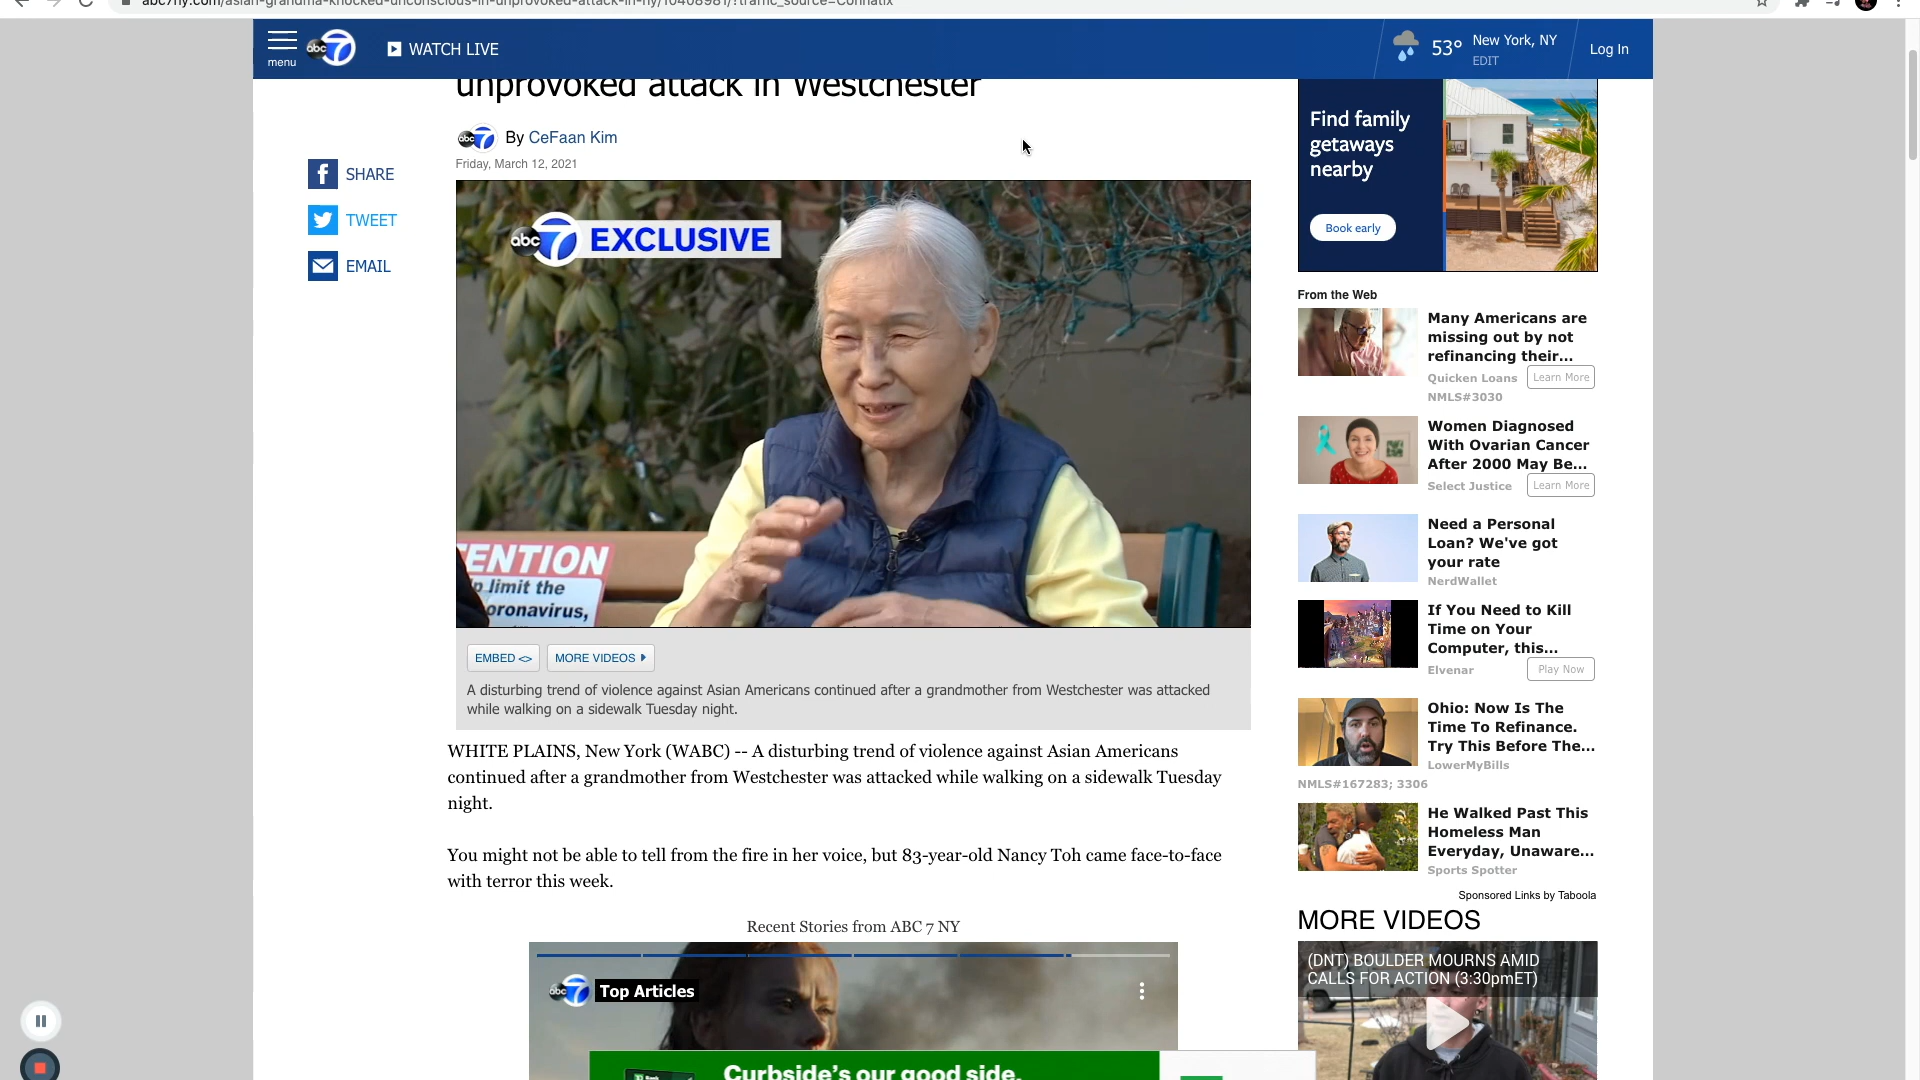 abc7ny.com/asian-grandma-knocked-unconscious-in-unprovoked-attack-in-ny/10408981/?traffic_source=Connatix
menu
abc 7
WATCH LIVE
53°
New York, NY
EDIT
Log In
unprovoked attack in Westchester
abc 7
By CeFaan Kim
Friday, March 12, 2021
SHARE
TWEET
EMAIL
abc 7 EXCLUSIVE
ENTION
p limit the
oronavirus,
EMBED <>
MORE VIDEOS
A disturbing trend of violence against Asian Americans continued after a grandmother from Westchester was attacked
while walking on a sidewalk Tuesday night.
WHITE PLAINS, New York (WABC) -- A disturbing trend of violence against Asian Americans
continued after a grandmother from Westchester was attacked while walking on a sidewalk Tuesday
night.
You might not be able to tell from the fire in her voice, but 83-year-old Nancy Toh came face-to-face
with terror this week.
Recent Stories from ABC 7 NY
abc 7
Top Articles
Curbside's our good side.
Find family
getaways
nearby
Book early
From the Web
Many Americans are
missing out by not
refinancing their...
Quicken Loans
Learn More
NMLS#3030
Women Diagnosed
With Ovarian Cancer
After 2000 May Be...
Select Justice
Learn More
Need a Personal
Loan? We've got
your rate
NerdWallet
If You Need to Kill
Time on Your
Computer, this...
Elvenar
Play Now
Ohio: Now Is The
Time To Refinance.
Try This Before The...
LowerMyBills
NMLS#167283; 3306
He Walked Past This
Homeless Man
Everyday, Unaware...
Sports Spotter
Sponsored Links by Taboola
MORE VIDEOS
(DNT) BOULDER MOURNS AMID
CALLS FOR ACTION (3:30pmET)